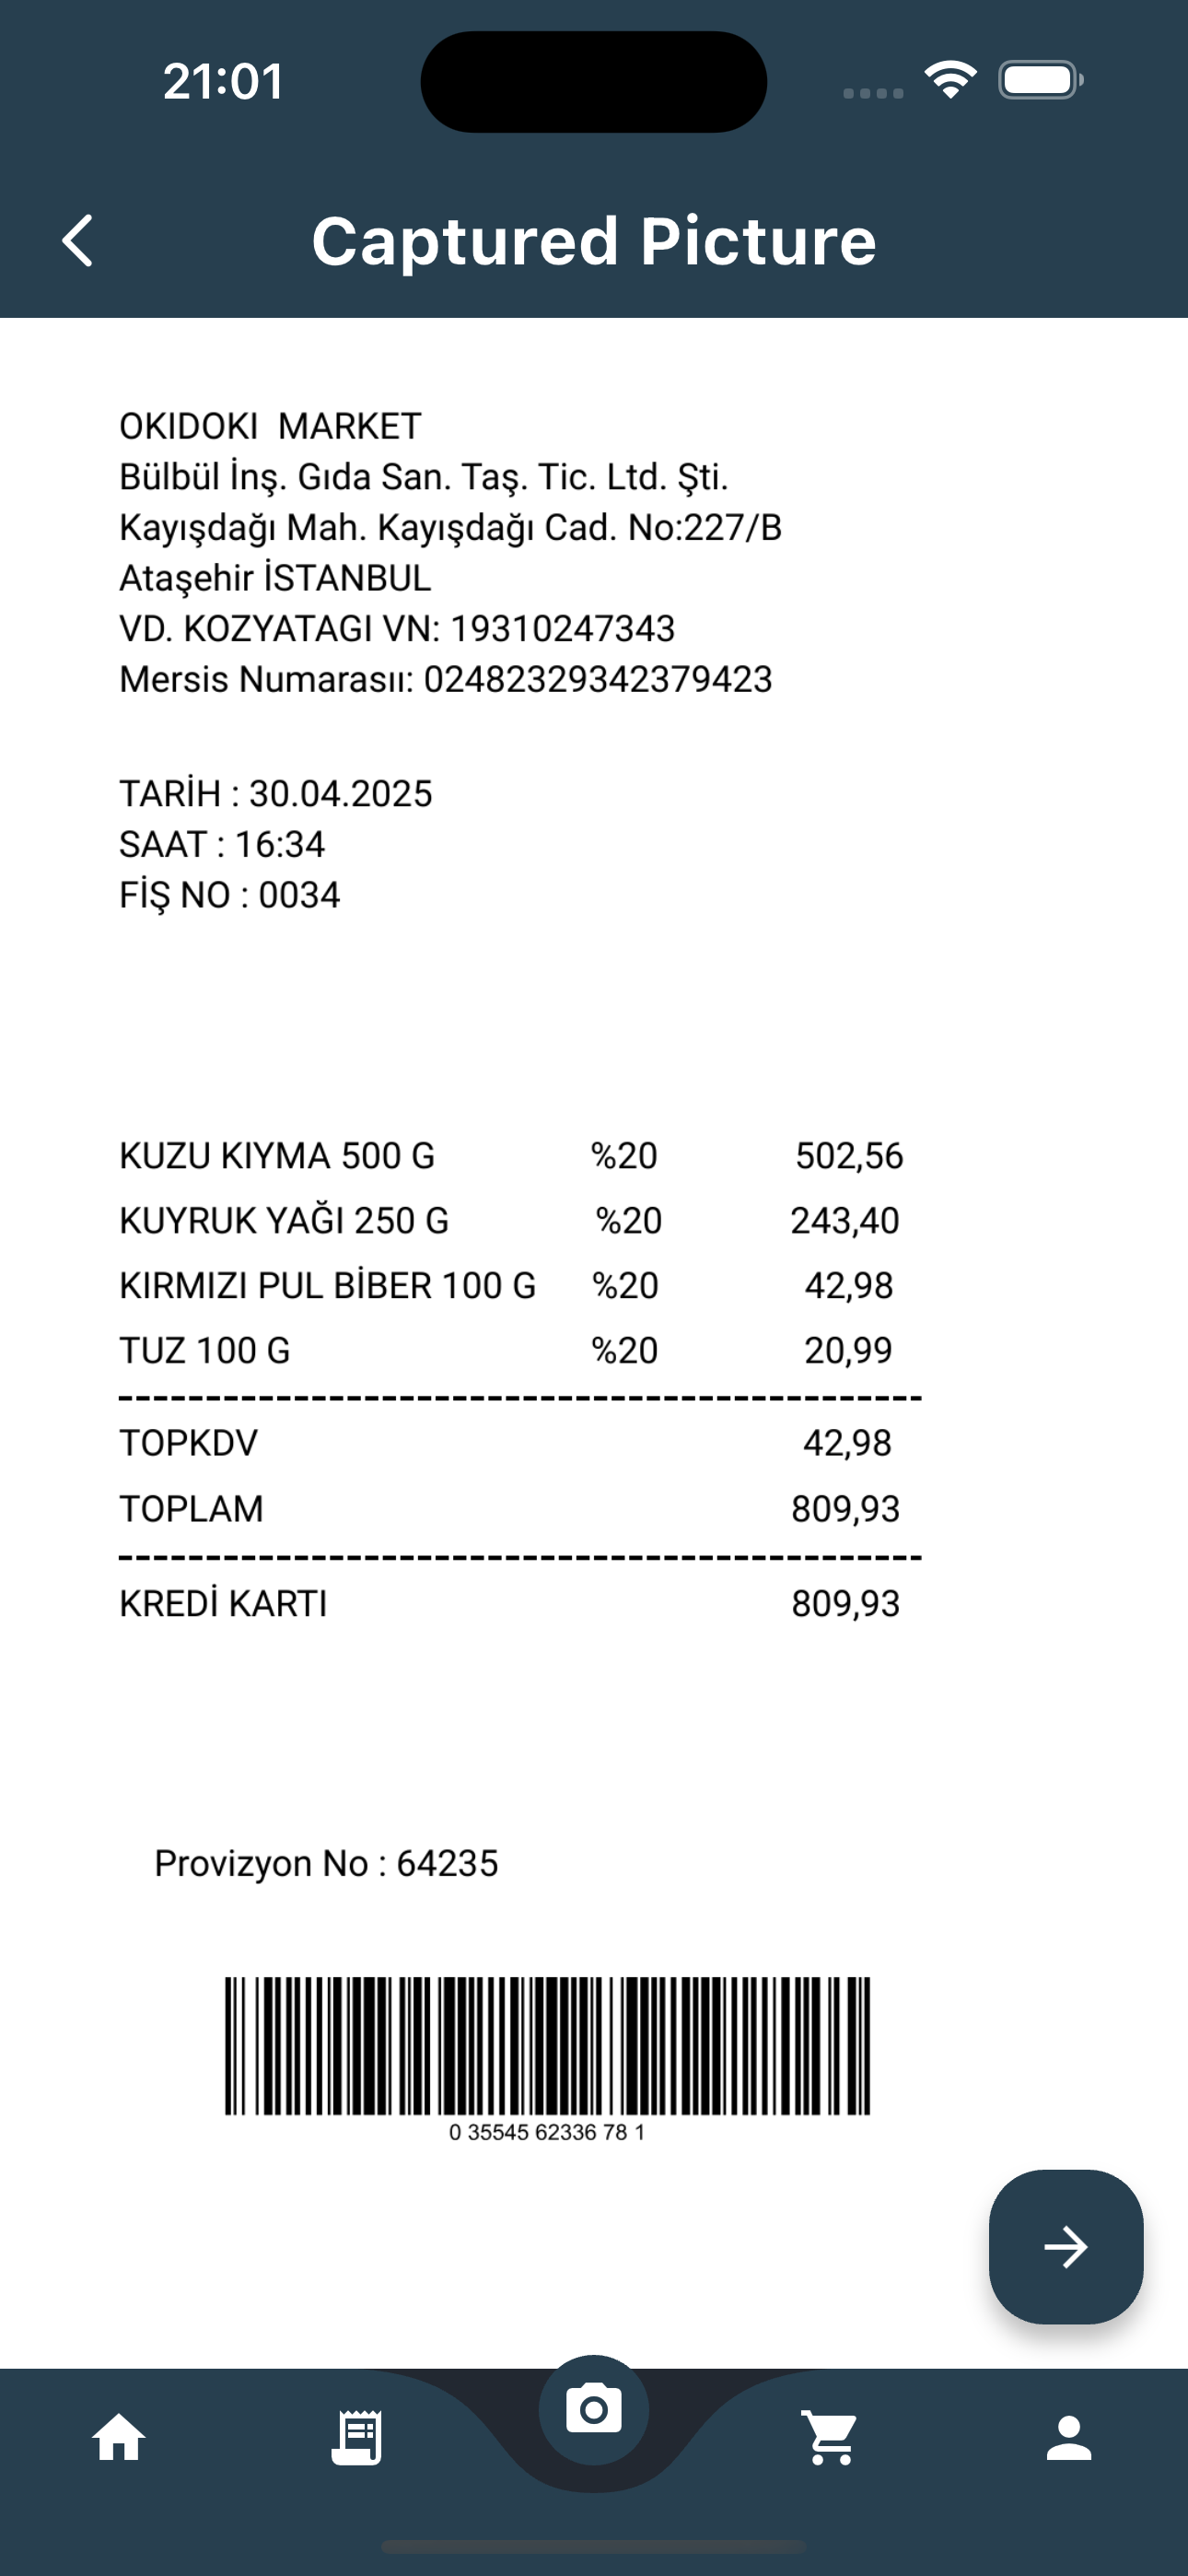 21:01
Captured Picture
OKIDOKI  MARKET
Bülbül İnş. Gıda San. Taş. Tic. Ltd. Şti.
Kayışdağı Mah. Kayışdağı Cad. No:227/B
Ataşehir İSTANBUL
VD. KOZYATAGI VN: 19310247343
Mersis Numarasıı: 02482329342379423
TARİH : 30.04.2025
SAAT : 16:34
FİŞ NO : 0034
KUZU KIYMA 500 G %20 502,56
KUYRUK YAĞI 250 G %20 243,40
KIRMIZI PUL BİBER 100 G %20 42,98
TUZ 100 G %20 20,99
TOPKDV 42,98
TOPLAM 809,93
KREDİ KARTI 809,93
Provizyon No : 64235
0 35545 62336 78 1